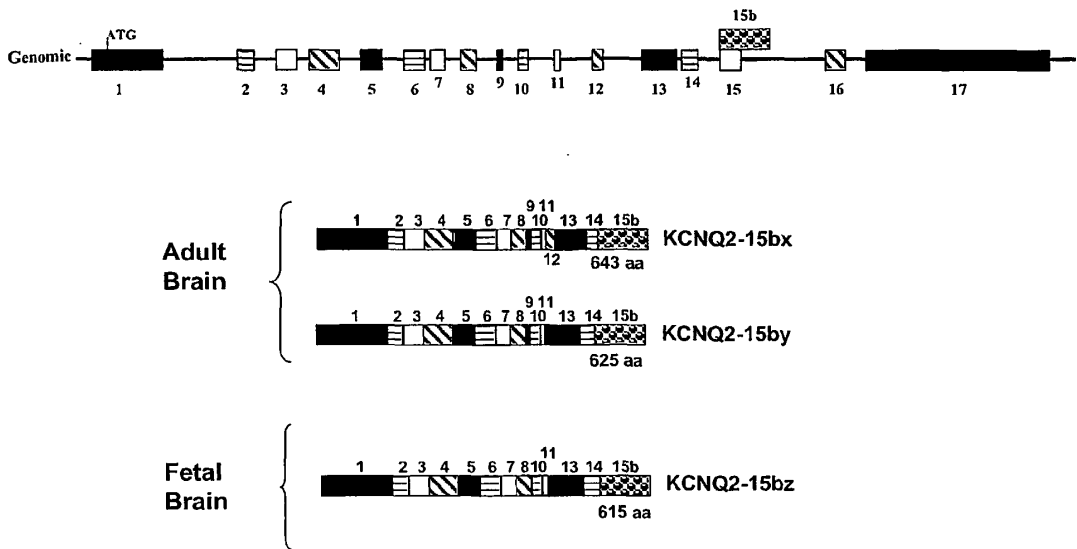 15b
ATG
Genomic
1 2 3 4 5 6 7 8 9 10 11 12 13 14 15 16 17
9 11
1 2 3 4 5 6 7 8 10 13 14 15b
KCNQ2-15bx
12 643 aa
Adult
Brain
9 11
1 2 3 4 5 6 7 8 10 13 14 15b
KCNQ2-15by
625 aa
11
1 2 3 4 5 6 7 8 10 13 14 15b
KCNQ2-15bz
615 aa
Fetal
Brain